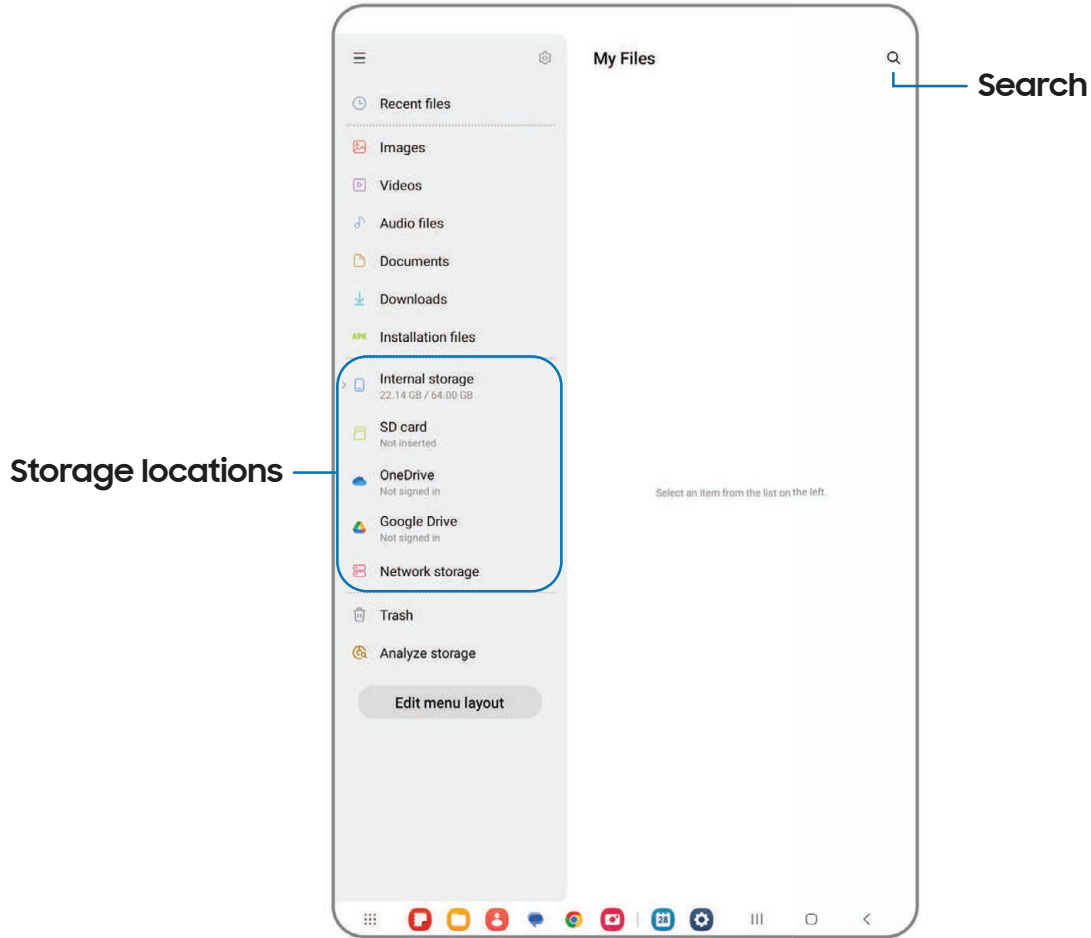 My Files
Search
Recent files
Images
Videos
Audio files
Documents
Downloads
APK Installation files
Internal storage
22.14 GB / 64.00 GB
SD card
Not inserted
Storage locations
OneDrive
Not signed in
Select an item from the list on the left.
Google Drive
Not signed in
Network storage
Trash
Analyze storage
Edit menu layout
28